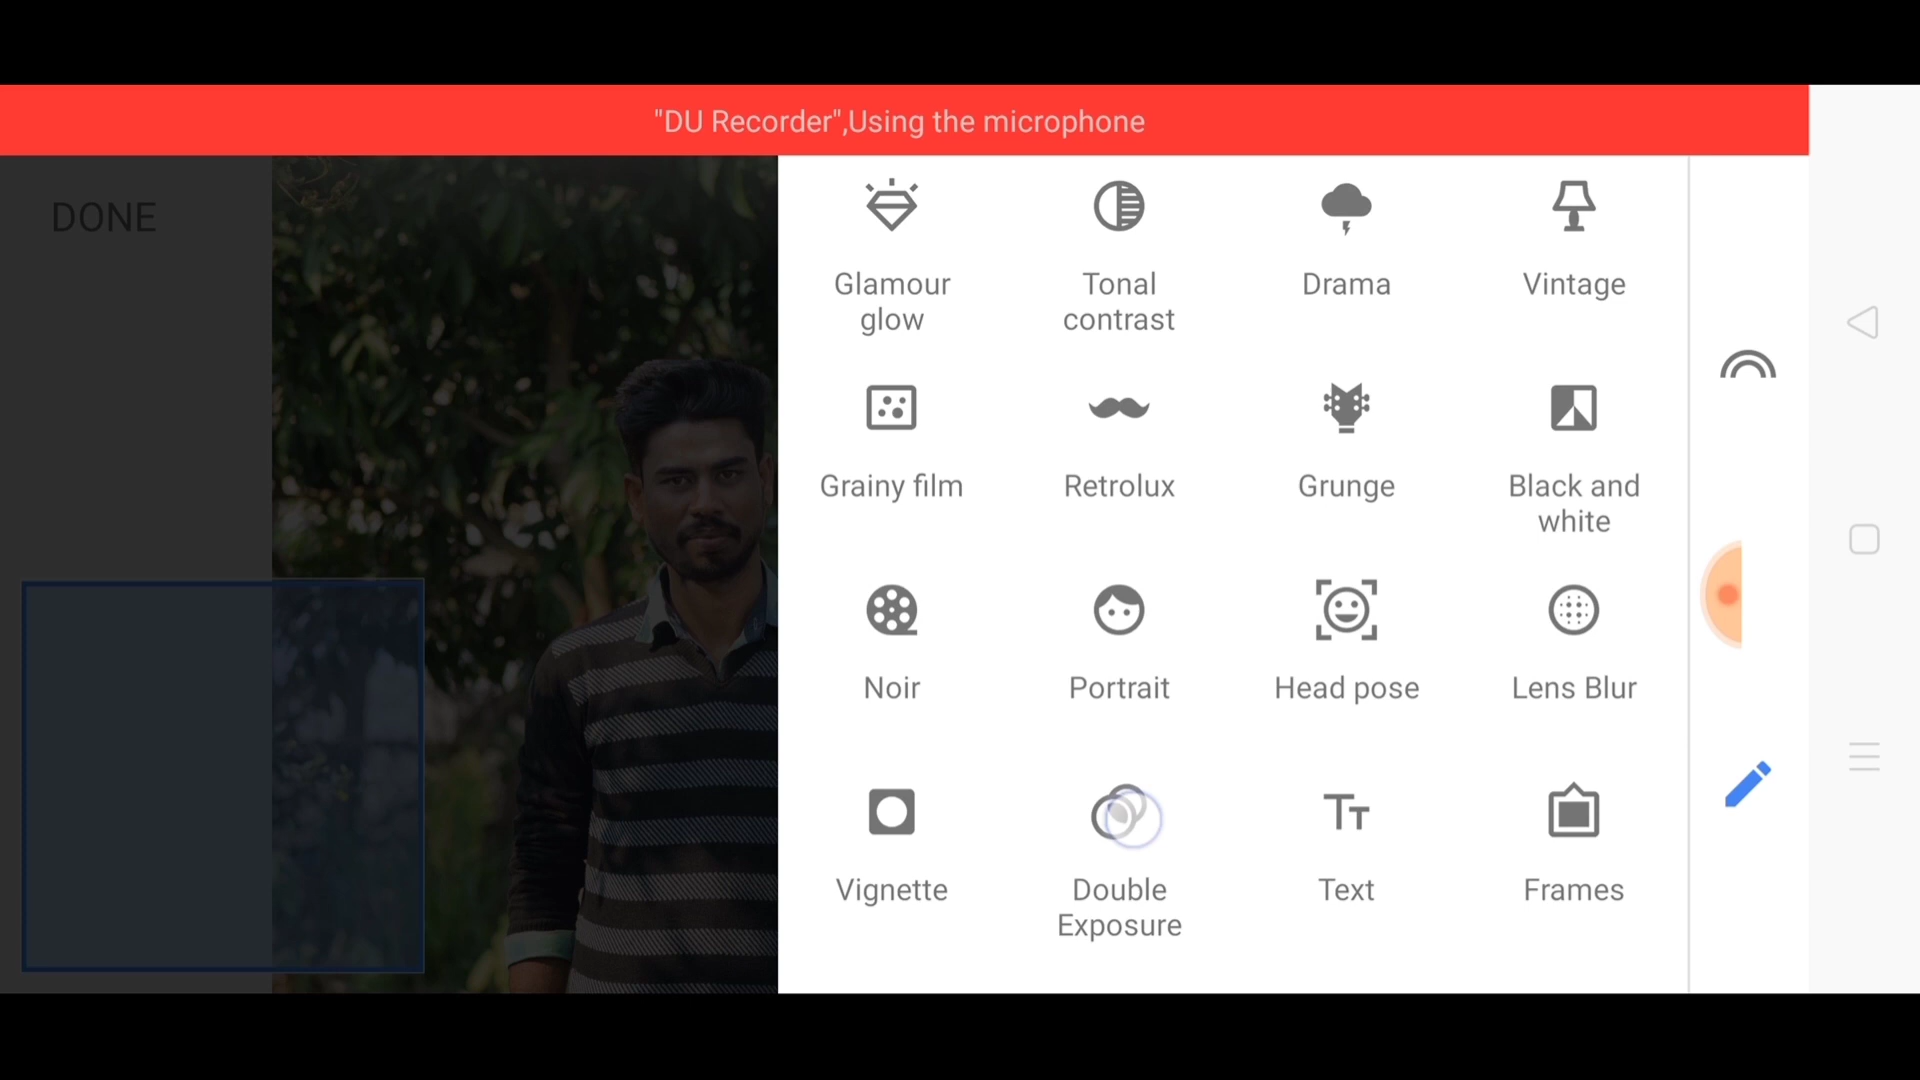 "DU Recorder",Using the microphone
DONE
Glamour
glow
Tonal
contrast
Drama
Vintage
Grainy film
Retrolux
Grunge
Black and
white
Noir
Portrait
Head pose
Lens Blur
Vignette
Double
Exposure
Text
Frames